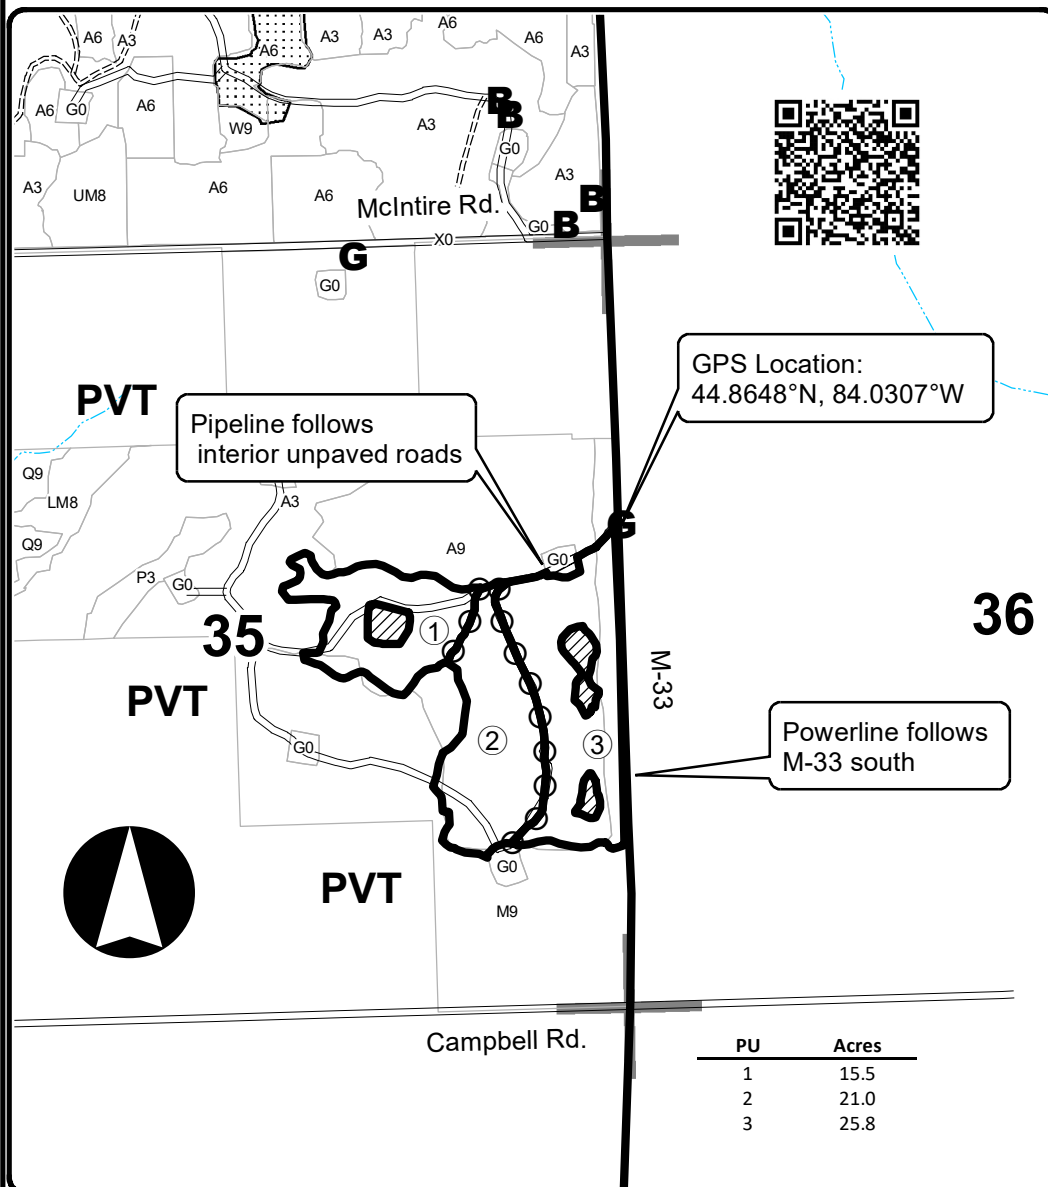 A6
A3
A6
A3
A3
A6
A6
A3
A6
G0
A6
W9
A3
B
B
G0
A3
UM8
A6
A6
A3
McIntire Rd.
B
B
G0
X0
G
G0
GPS Location:
44.8648°N, 84.0307°W
PVT
Pipeline follows
interior unpaved roads
Q9
LM8
A3
Q9
G
A9
G0
P3
G0
35
1
36
M-33
PVT
2
3
G0
Powerline follows
M-33 south
G0
PVT
M9
Campbell Rd.
PU Acres
1 15.5
2 21.0
3 25.8